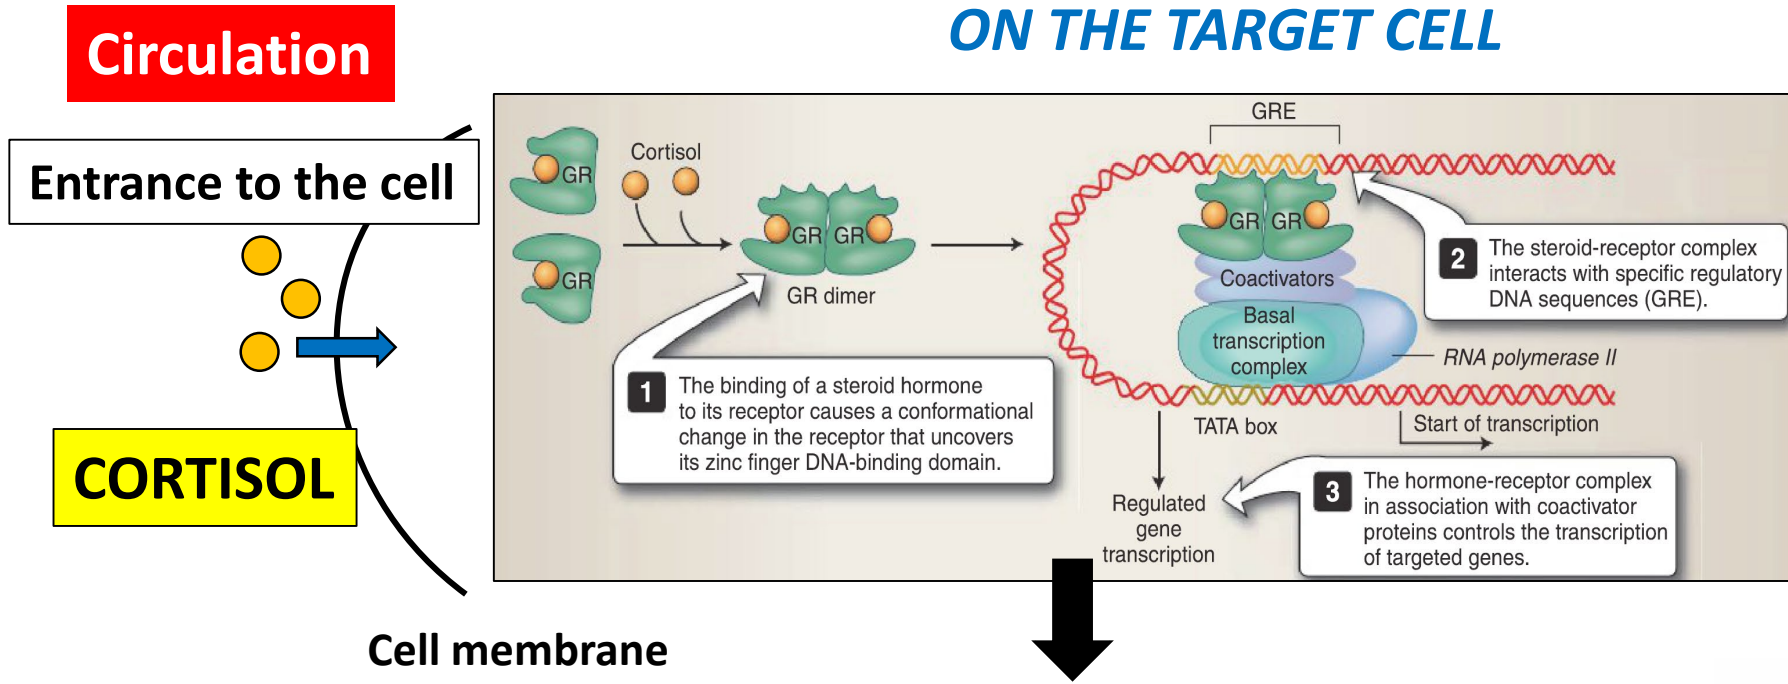 ON THE TARGET CELL
Circulation
Entrance to the cell
CORTISOL
Cell membrane
GR
GR
Cortisol
GR GR
GR dimer
1 The binding of a steroid hormone
to its receptor causes a conformational
change in the receptor that uncovers
its zinc finger DNA-binding domain.
GRE
GR GR
Coactivators
Basal
transcription
complex
RNA polymerase II
2 The steroid-receptor complex
interacts with specific regulatory
DNA sequences (GRE).
TATA box
Start of transcription
Regulated
gene
transcription
3 The hormone-receptor complex
in association with coactivator
proteins controls the transcription
of targeted genes.